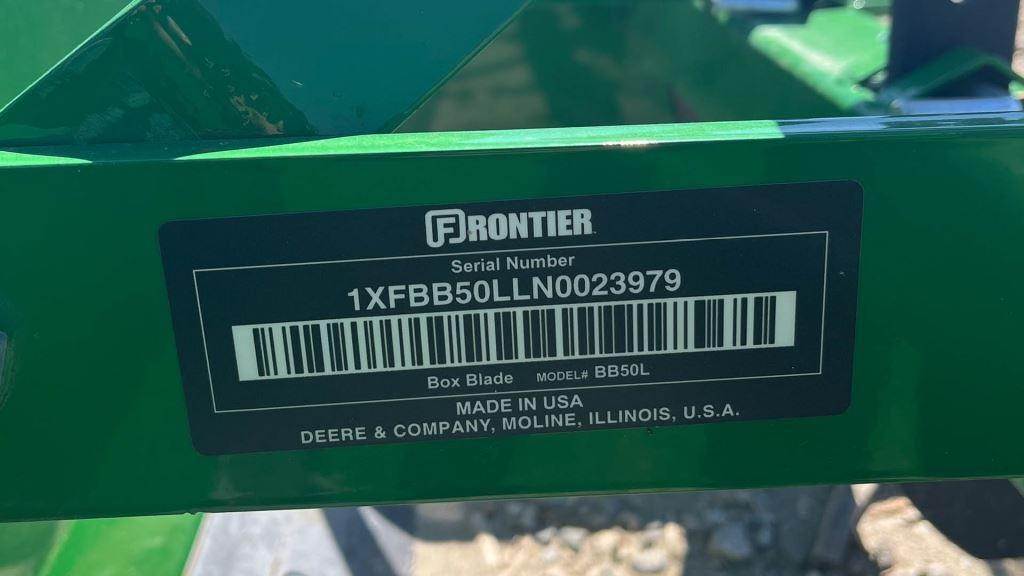 FRONTIER
Serial Number
1XFBB50LLN0023979
Box Blade MODEL# BB50L
MADE IN USA
DEERE & COMPANY, MOLINE, ILLINOIS, U.S.A.